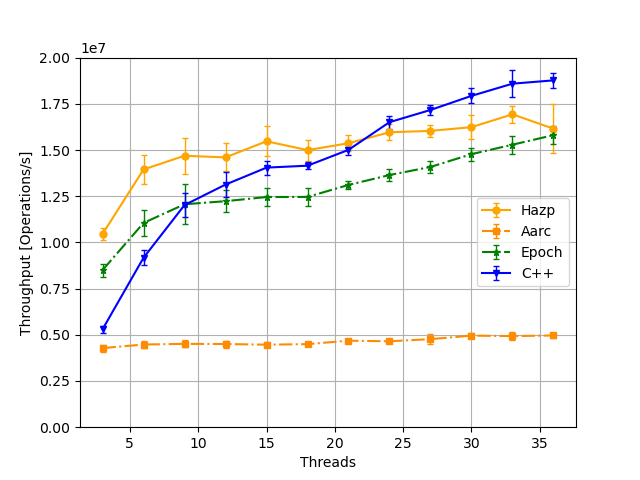 1e7
2.00
1.75
1.50
1.25
1.00
0.75
0.50
0.25
0.00
Throughput [Operations/s]
Hazp
Aarc
Epoch
C++
5 10 15 20 25 30 35
Threads